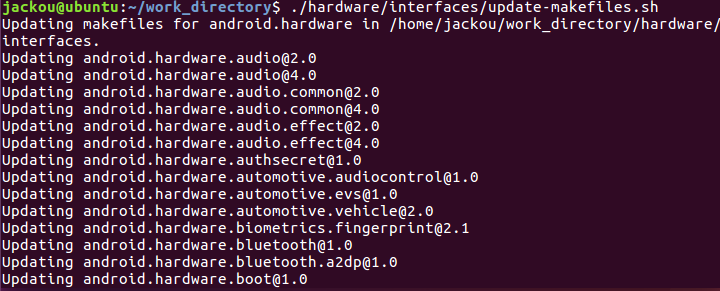 jackou@ubuntu:~/work_directory$ ./hardware/interfaces/update-makefiles.sh
Updating makefiles for android.hardware in /home/jackou/work_directory/hardware/
interfaces.
Updating android.hardware.audio@2.0
Updating android.hardware.audio@4.0
Updating android.hardware.audio.common@2.0
Updating android.hardware.audio.common@4.0
Updating android.hardware.audio.effect@2.0
Updating android.hardware.audio.effect@4.0
Updating android.hardware.authsecret@1.0
Updating android.hardware.automotive.audiocontrol@1.0
Updating android.hardware.automotive.evs@1.0
Updating android.hardware.automotive.vehicle@2.0
Updating android.hardware.biometrics.fingerprint@2.1
Updating android.hardware.bluetooth@1.0
Updating android.hardware.bluetooth.a2dp@1.0
Updating android.hardware.boot@1.0